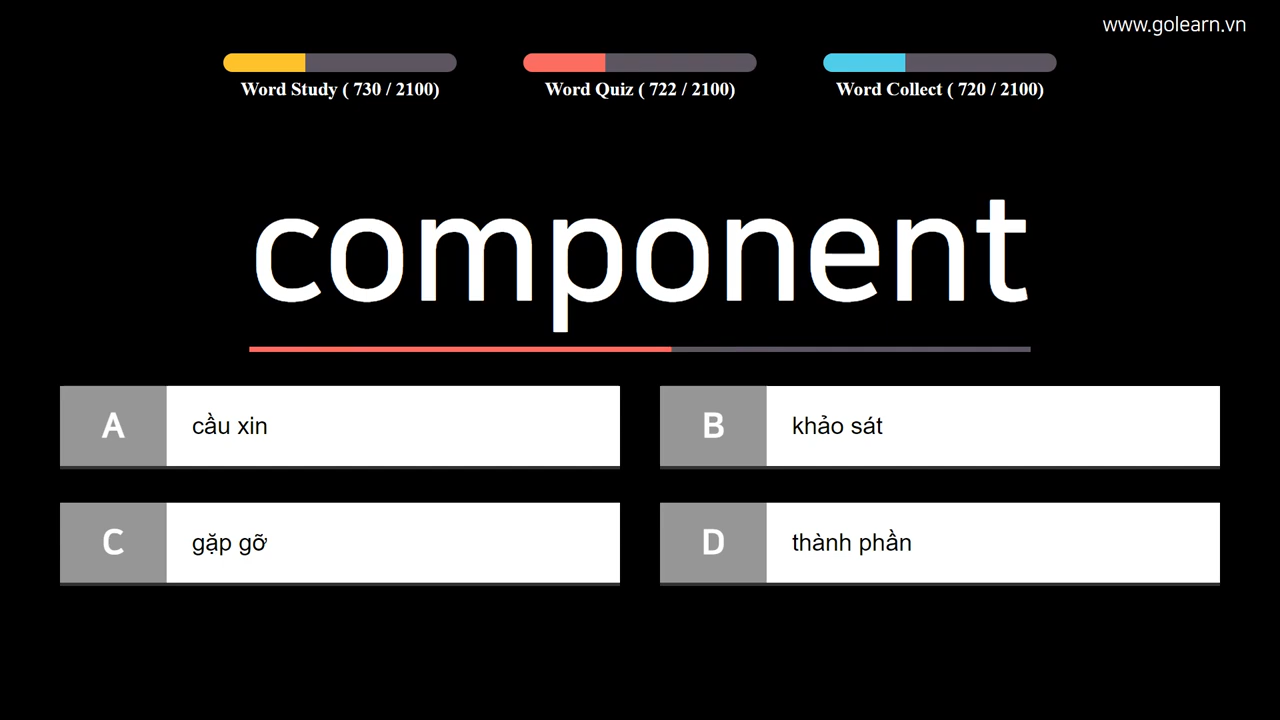 www.golearn.vn
Word Study ( 730 / 2100)
Word Quiz ( 722 / 2100)
Word Collect ( 720 / 2100)
component
A cầu xin
B khảo sát
C gặp gỡ
D thành phần